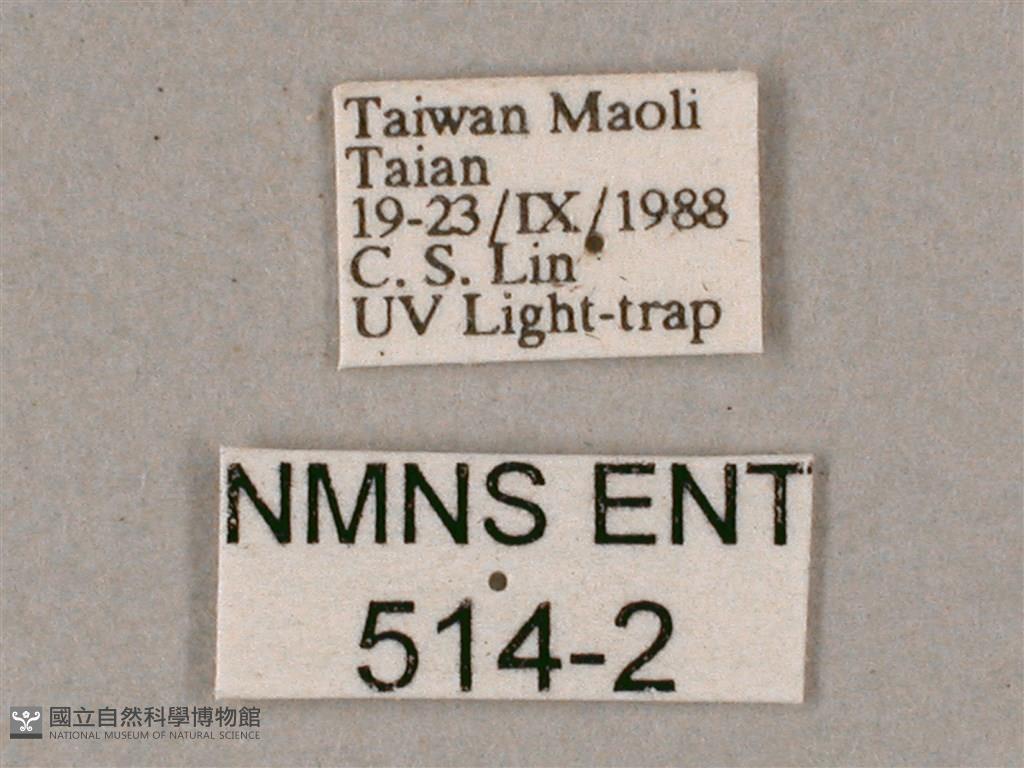 Taiwan Maoli
Taian
19-23/IX/1988
C. S. Lin
UV Light-trap
NMNS ENT
514-2
國立自然科學博物館
NATIONAL MUSEUM OF NATURAL SCIENCE